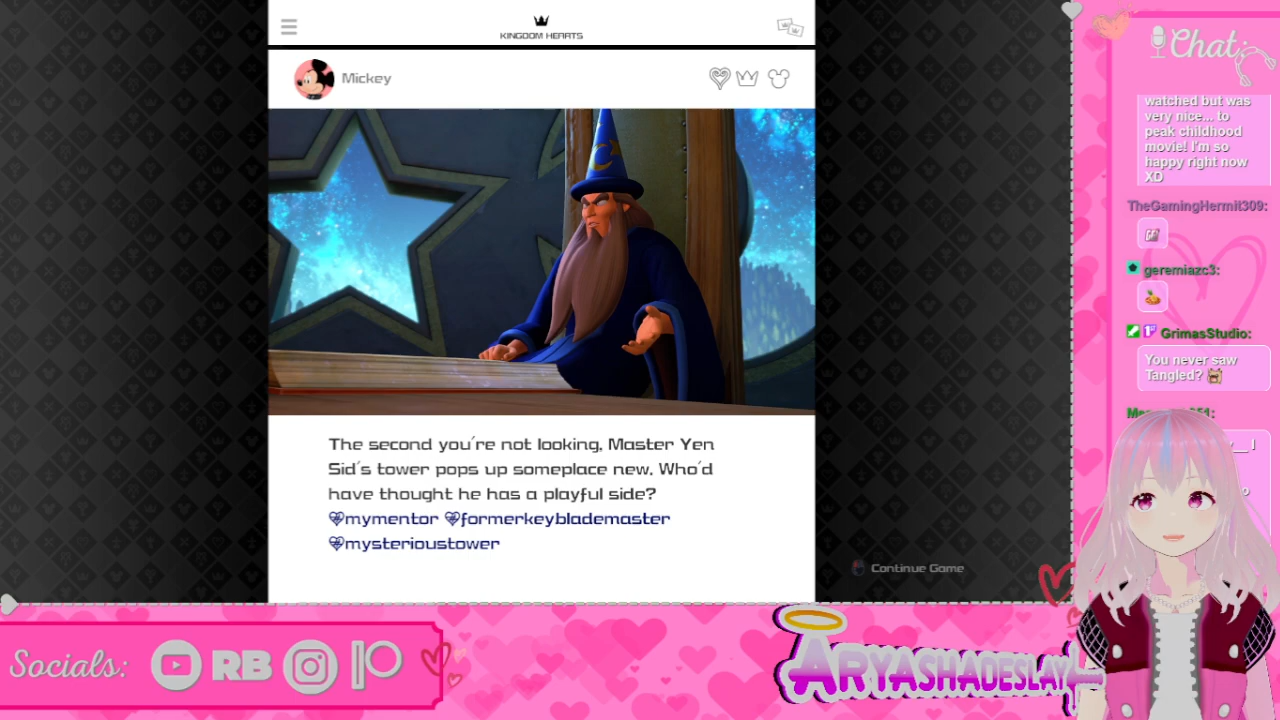 KINGDOM HEARTS
Mickey
The second you're not looking, Master Yen
Sid's tower pops up someplace new. Who'd
have thought he has a playful side?
mymentor formerkeyblademaster
mysterioustower
Continue Game
Chat:
watched but was
very nice... to
peak childhood
movie! I'm so
happy right now
XD
TheGamingHermit309:
geremiazc3:
GrimasStudio:
You never saw
Tangled?
Socials:
RB
ARYASHADESLAY